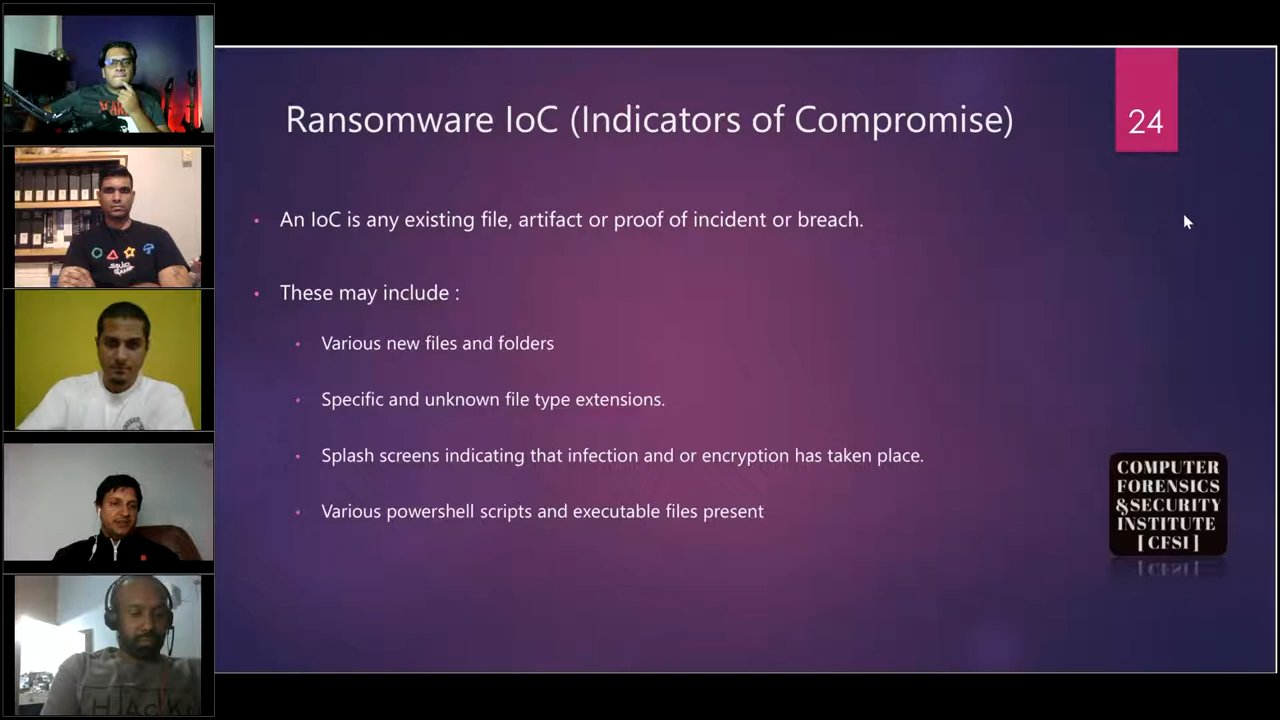 Ransomware IoC (Indicators of Compromise)
24
• An IoC is any existing file, artifact or proof of incident or breach.
• These may include :
• Various new files and folders
• Specific and unknown file type extensions.
• Splash screens indicating that infection and or encryption has taken place.
• Various powershell scripts and executable files present
COMPUTER
FORENSICS
&SECURITY
INSTITUTE
[ CFSI ]